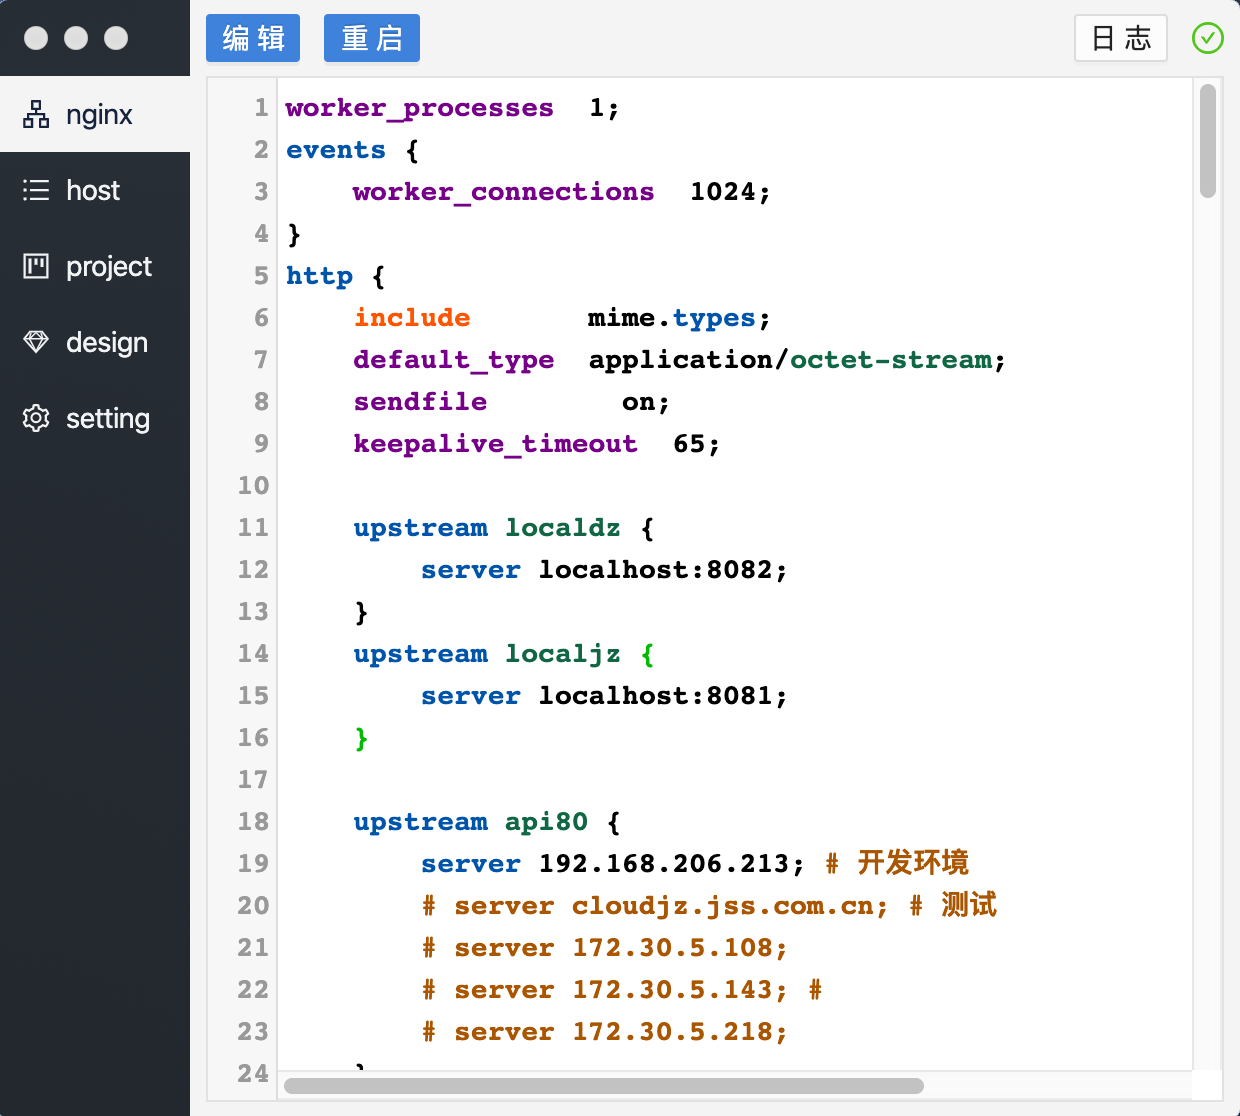 编 辑
重 启
日 志
nginx
host
project
design
setting
1 worker_processes  1;
2 events {
3     worker_connections  1024;
4 }
5 http {
6     include       mime.types;
7     default_type  application/octet-stream;
8     sendfile        on;
9     keepalive_timeout  65;
10
11     upstream localdz {
12         server localhost:8082;
13     }
14     upstream localjz {
15         server localhost:8081;
16     }
17
18     upstream api80 {
19         server 192.168.206.213; # 开发环境
20         # server cloudjz.jss.com.cn; # 测试
21         # server 172.30.5.108;
22         # server 172.30.5.143; #
23         # server 172.30.5.218;
24     }